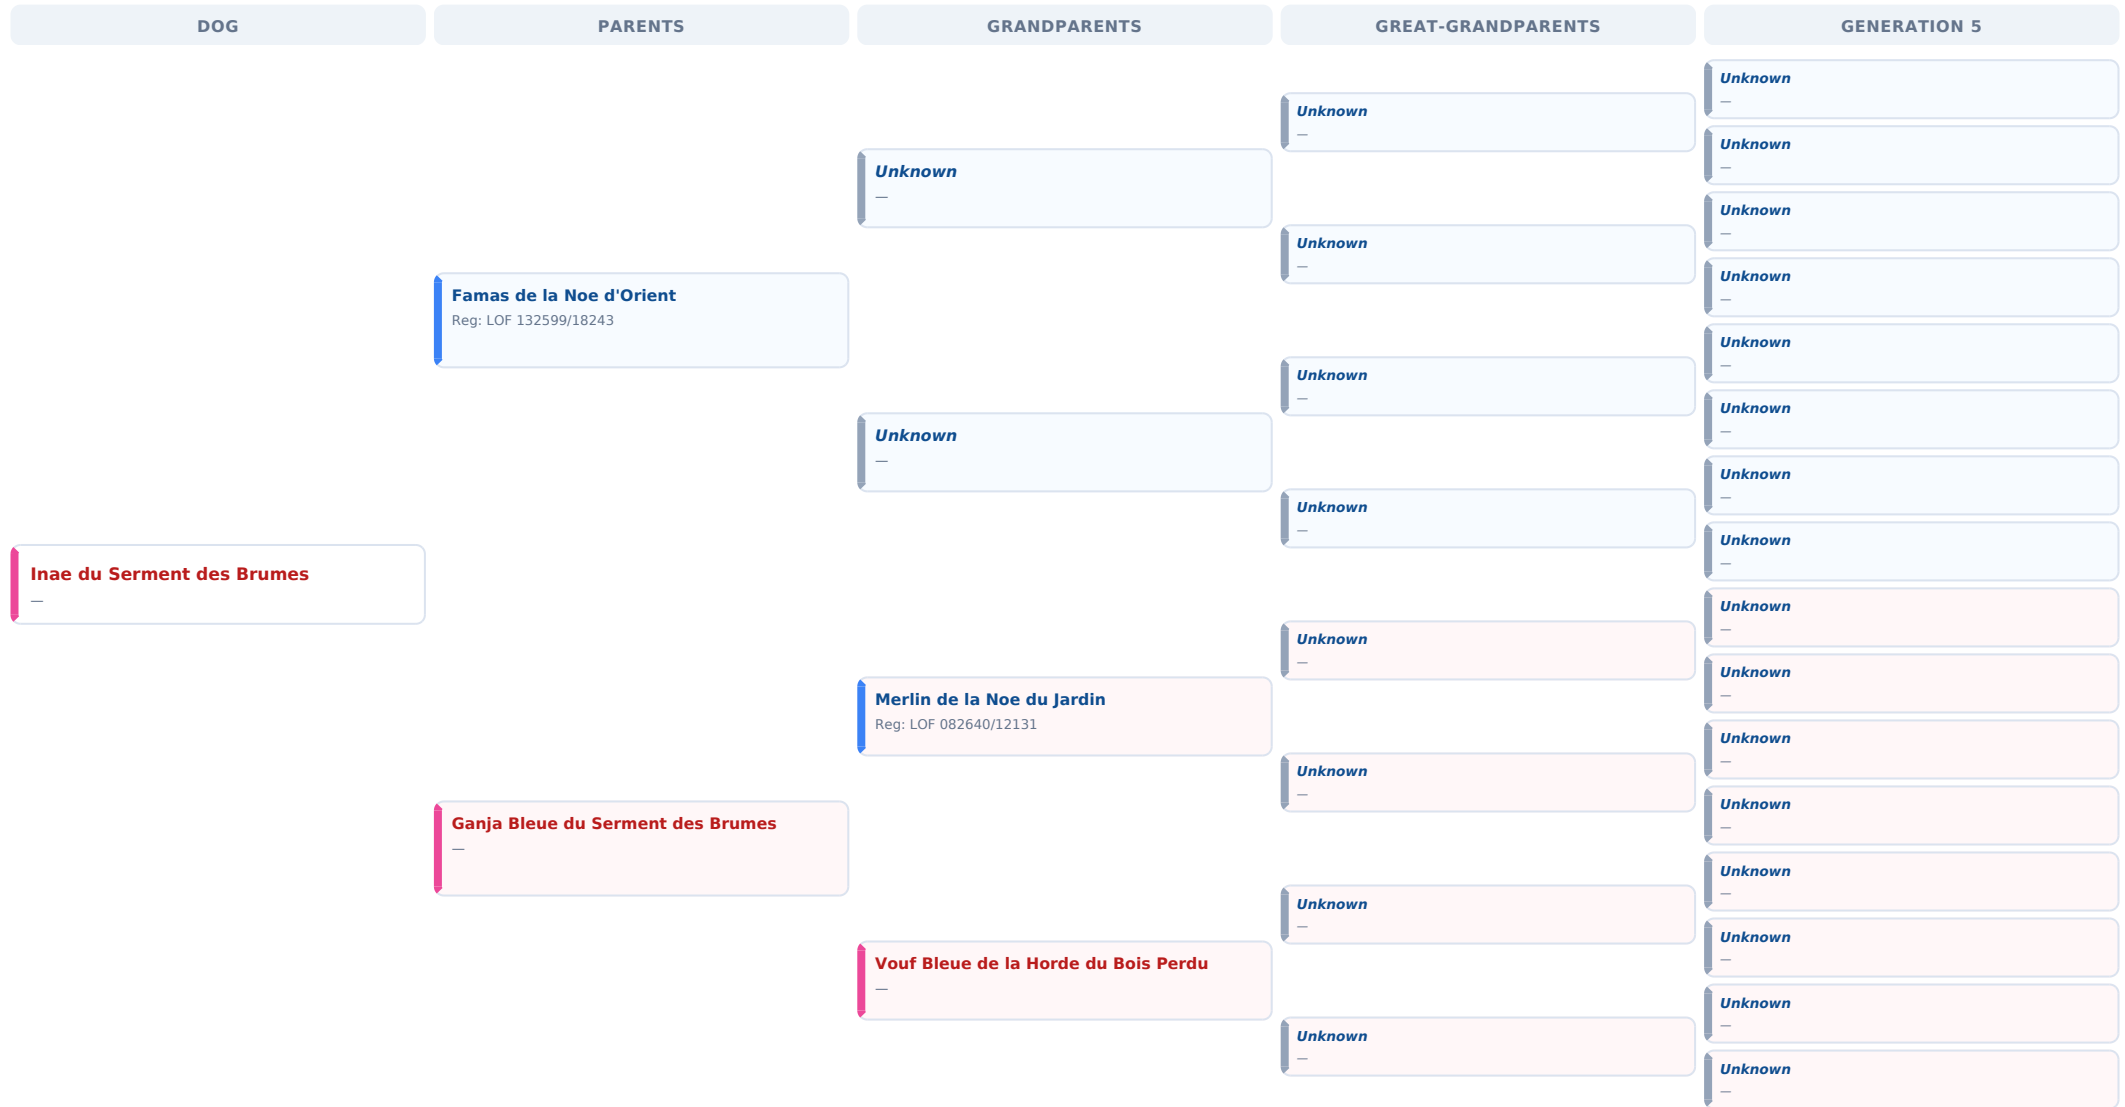 DOG
PARENTS
GRANDPARENTS
GREAT-GRANDPARENTS
GENERATION 5
Inae du Serment des Brumes
—
Famas de la Noe d'Orient
Reg: LOF 132599/18243
Ganja Bleue du Serment des Brumes
—
Unknown
—
Unknown
—
Merlin de la Noe du Jardin
Reg: LOF 082640/12131
Vouf Bleue de la Horde du Bois Perdu
—
Unknown
—
Unknown
—
Unknown
—
Unknown
—
Unknown
—
Unknown
—
Unknown
—
Unknown
—
Unknown
—
Unknown
—
Unknown
—
Unknown
—
Unknown
—
Unknown
—
Unknown
—
Unknown
—
Unknown
—
Unknown
—
Unknown
—
Unknown
—
Unknown
—
Unknown
—
Unknown
—
Unknown
—